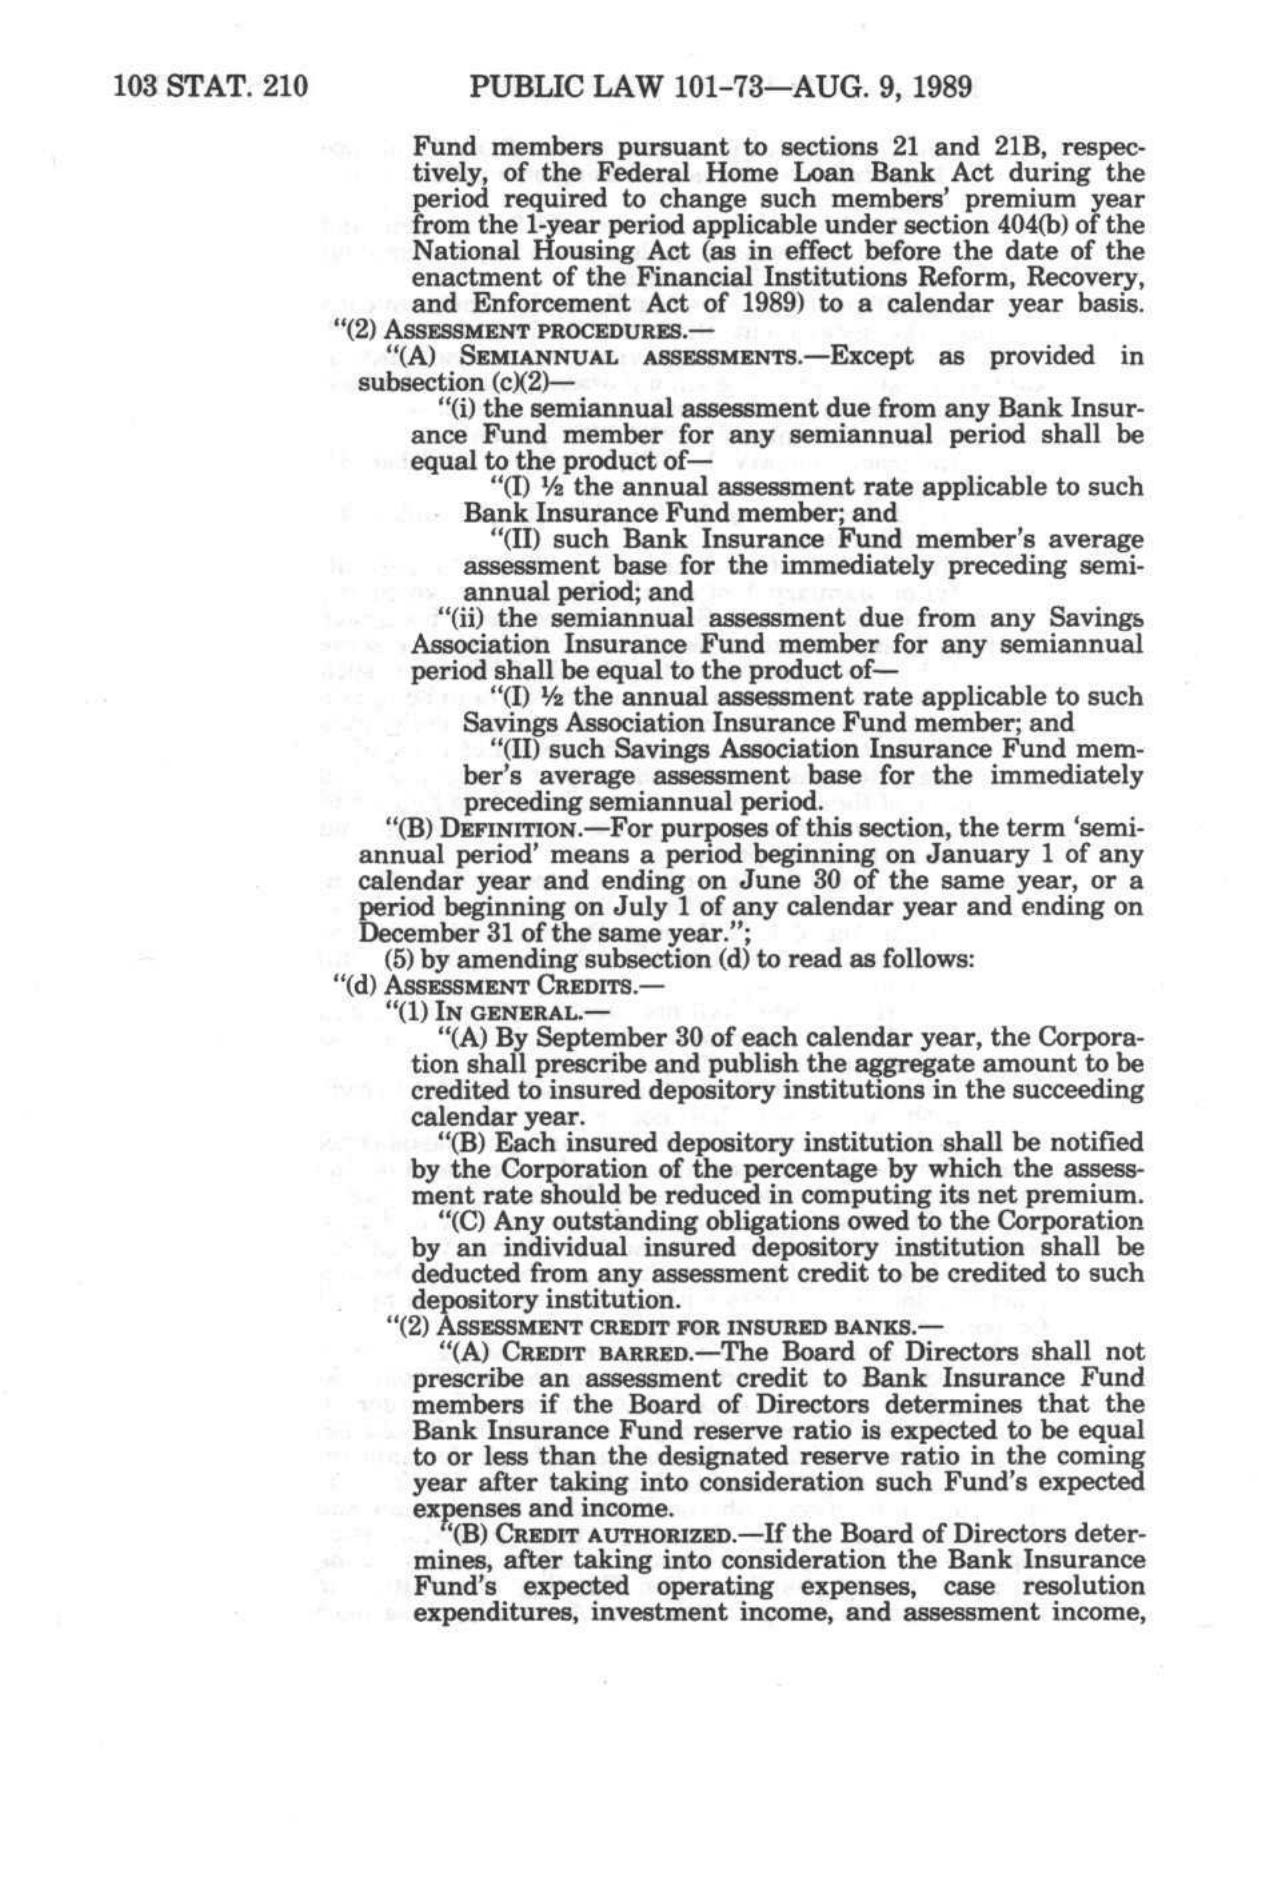 103 STAT. 210 PUBLIC LAW 101-73—AUG. 9, 1989
Fund members pursuant to sections 21 and 21B, respec-
tively, of the Federal Home Loan Bank Act during the
period required to change such members' premium year
from the 1-year period applicable under section 404(b) of the
National Housing Act (as in effect before the date of the
enactment of the Financial Institutions Reform, Recovery,
and Enforcement Act of 1989) to a calendar year basis.
“(2) ASSESSMENT PROCEDURES.—
“(A) SEMIANNUAL ASSESSMENTS.—Except as provided in
subsection (c)(2)—
“(i) the semiannual assessment due from any Bank Insur-
ance Fund member for any semiannual period shall be
equal to the product of—
“(I) ½ the annual assessment rate applicable to such
Bank Insurance Fund member; and
“(II) such Bank Insurance Fund member's average
assessment base for the immediately preceding semi-
annual period; and
“(ii) the semiannual assessment due from any Savings
Association Insurance Fund member for any semiannual
period shall be equal to the product of—
“(I) ½ the annual assessment rate applicable to such
Savings Association Insurance Fund member; and
“(II) such Savings Association Insurance Fund mem-
ber's average assessment base for the immediately
preceding semiannual period.
“(B) DEFINITION.—For purposes of this section, the term ‘semi-
annual period’ means a period beginning on January 1 of any
calendar year and ending on June 30 of the same year, or a
period beginning on July 1 of any calendar year and ending on
December 31 of the same year.”;
(5) by amending subsection (d) to read as follows:
“(d) ASSESSMENT CREDITS.—
“(1) IN GENERAL.—
“(A) By September 30 of each calendar year, the Corpora-
tion shall prescribe and publish the aggregate amount to be
credited to insured depository institutions in the succeeding
calendar year.
“(B) Each insured depository institution shall be notified
by the Corporation of the percentage by which the assess-
ment rate should be reduced in computing its net premium.
“(C) Any outstanding obligations owed to the Corporation
by an individual insured depository institution shall be
deducted from any assessment credit to be credited to such
depository institution.
“(2) ASSESSMENT CREDIT FOR INSURED BANKS.—
“(A) CREDIT BARRED.—The Board of Directors shall not
prescribe an assessment credit to Bank Insurance Fund
members if the Board of Directors determines that the
Bank Insurance Fund reserve ratio is expected to be equal
to or less than the designated reserve ratio in the coming
year after taking into consideration such Fund's expected
expenses and income.
“(B) CREDIT AUTHORIZED.—If the Board of Directors deter-
mines, after taking into consideration the Bank Insurance
Fund's expected operating expenses, case resolution
expenditures, investment income, and assessment income,